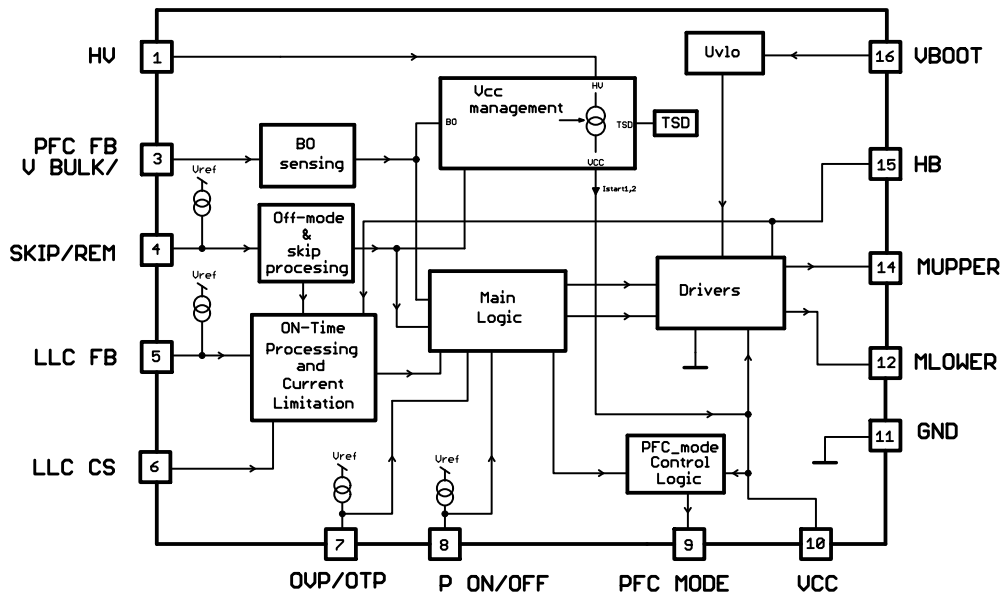 HV
1
Uvlo
16
VBOOT
Vcc
management
HV
BO
TSD
TSD
VCC
PFC FB
V BULK/
3
BO
sensing
15
HB
Vref
Istart1,2
SKIP/REM
4
Off-mode
&
skip
procesing
14
MUPPER
Vref
Main
Logic
Drivers
LLC FB
5
ON-Time
Processing
and
Current
Limitation
12
MLOWER
11
GND
LLC CS
6
Vref
Vref
PFC_mode
Control
Logic
7
8
9
10
OVP/OTP
P ON/OFF
PFC MODE
VCC